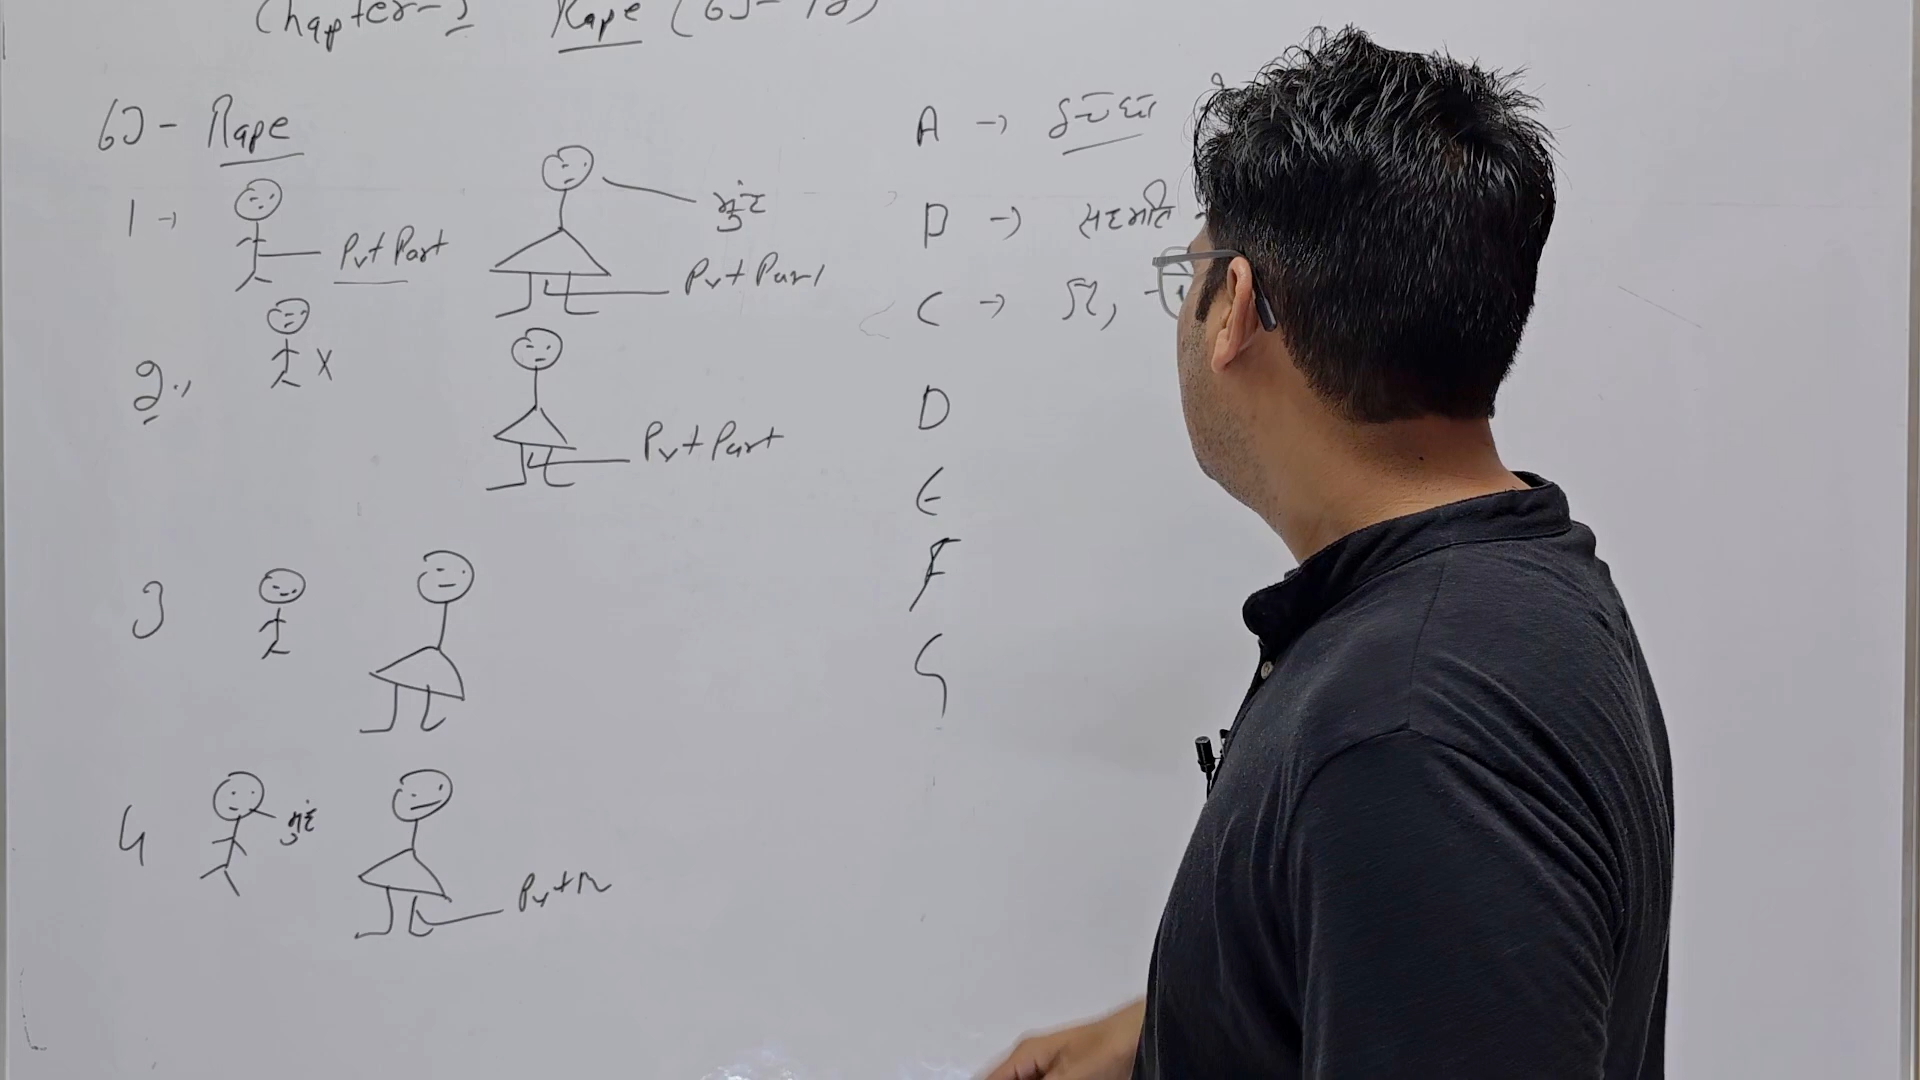 Chapter-5 Rape (63-72)
63 - Rape
1 →
Pvt Part
मुंह
Pvt Part
2
X
Pvt Part
3
4
मुंह
Pvt
A → इच्छा
B → सहमति
C →
D
E
F
G